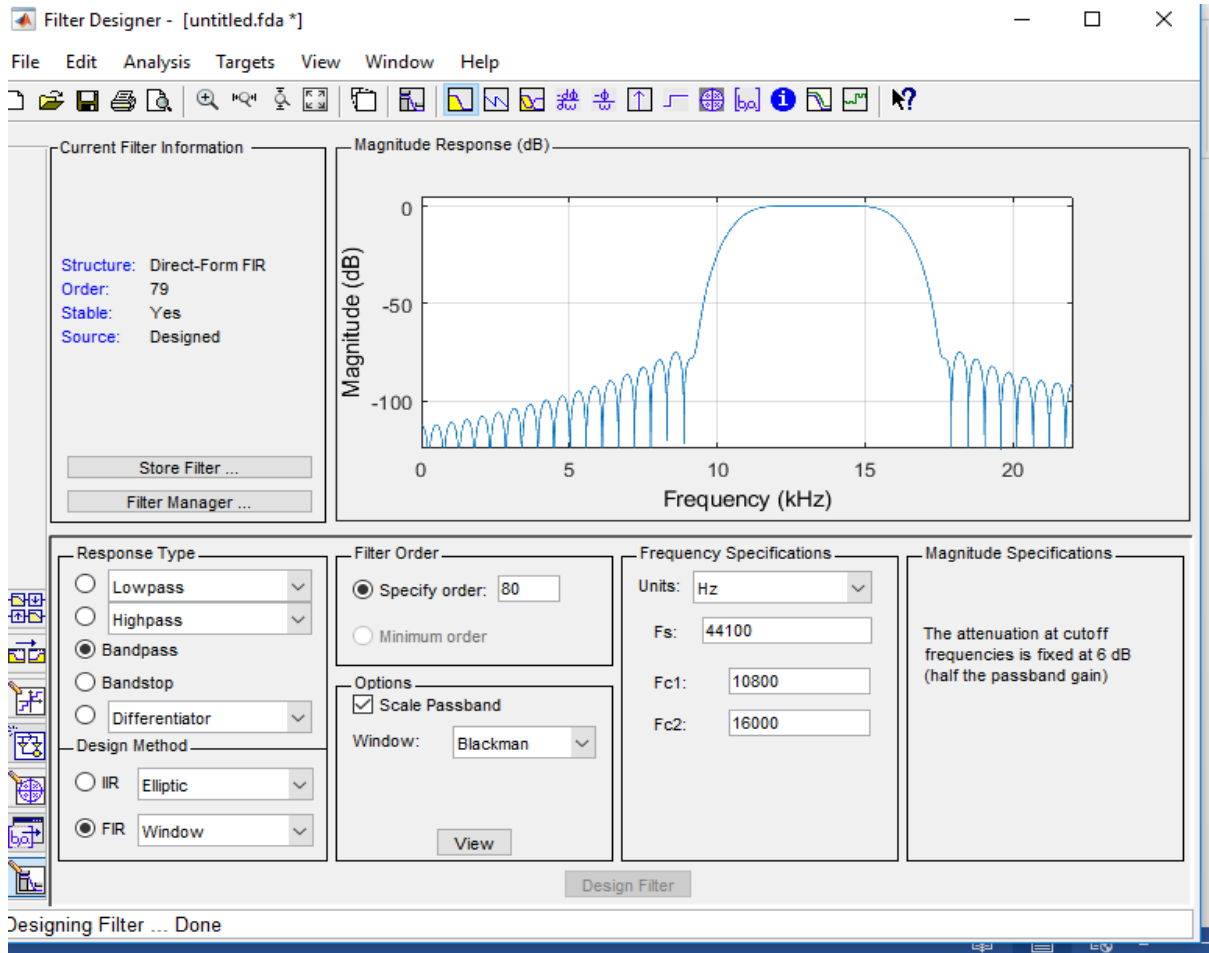 Filter Designer - [untitled.fda *]
File Edit Analysis Targets View Window Help
Current Filter Information
Structure: Direct-Form FIR
Order: 79
Stable: Yes
Source: Designed
Store Filter ...
Filter Manager ...
Magnitude Response (dB)
Magnitude (dB)
0
-50
-100
0 5 10 15 20
Frequency (kHz)
Response Type
Lowpass
Highpass
Bandpass
Bandstop
Differentiator
Design Method
IIR Elliptic
FIR Window
Filter Order
Specify order: 80
Minimum order
Options
Scale Passband
Window: Blackman
View
Frequency Specifications
Units: Hz
Fs: 44100
Fc1: 10800
Fc2: 16000
Magnitude Specifications
The attenuation at cutoff
frequencies is fixed at 6 dB
(half the passband gain)
Design Filter
Designing Filter ... Done